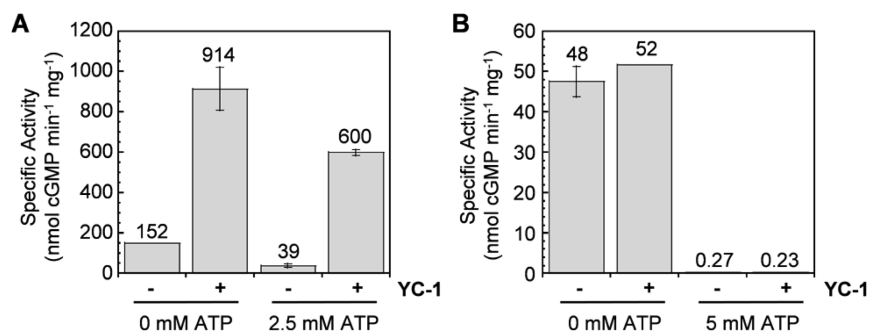 A
Specific Activity
(nmol cGMP min⁻¹ mg⁻¹)
1200
1000
800
600
400
200
0
152
914
39
600
- + - + YC-1
0 mM ATP 2.5 mM ATP
B
Specific Activity
(nmol cGMP min⁻¹ mg⁻¹)
60
50
40
30
20
10
0
48
52
0.27
0.23
- + - + YC-1
0 mM ATP 5 mM ATP